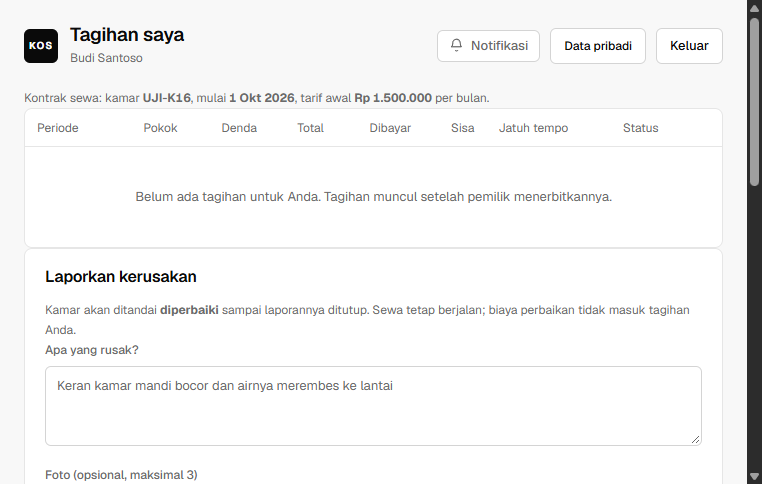 KOS
Tagihan saya
Budi Santoso
Notifikasi
Data pribadi
Keluar
Kontrak sewa: kamar UJI-K16, mulai 1 Okt 2026, tarif awal Rp 1.500.000 per bulan.
Periode Pokok Denda Total Dibayar Sisa Jatuh tempo Status
Belum ada tagihan untuk Anda. Tagihan muncul setelah pemilik menerbitkannya.
Laporkan kerusakan
Kamar akan ditandai diperbaiki sampai laporannya ditutup. Sewa tetap berjalan; biaya perbaikan tidak masuk tagihan
Anda.
Apa yang rusak?
Keran kamar mandi bocor dan airnya merembes ke lantai
Foto (opsional, maksimal 3)